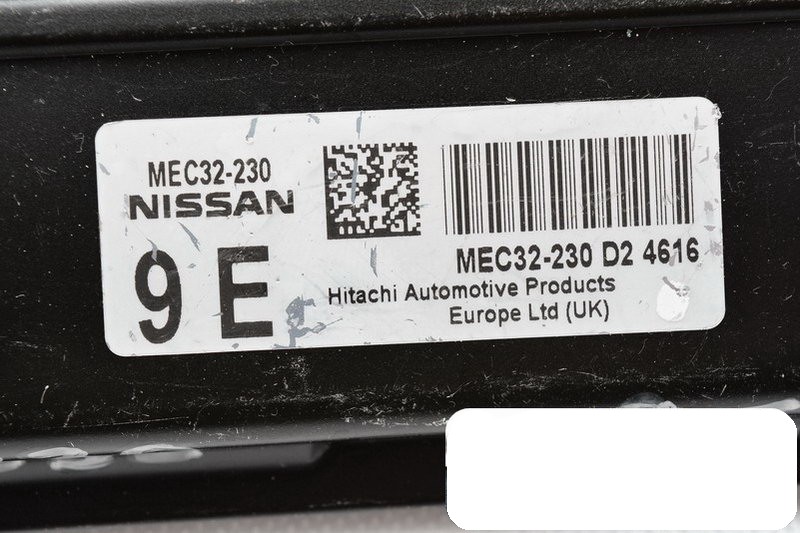 MEC32-230
NISSAN
9 E
MEC32-230 D2 4616
Hitachi Automotive Products
Europe Ltd (UK)